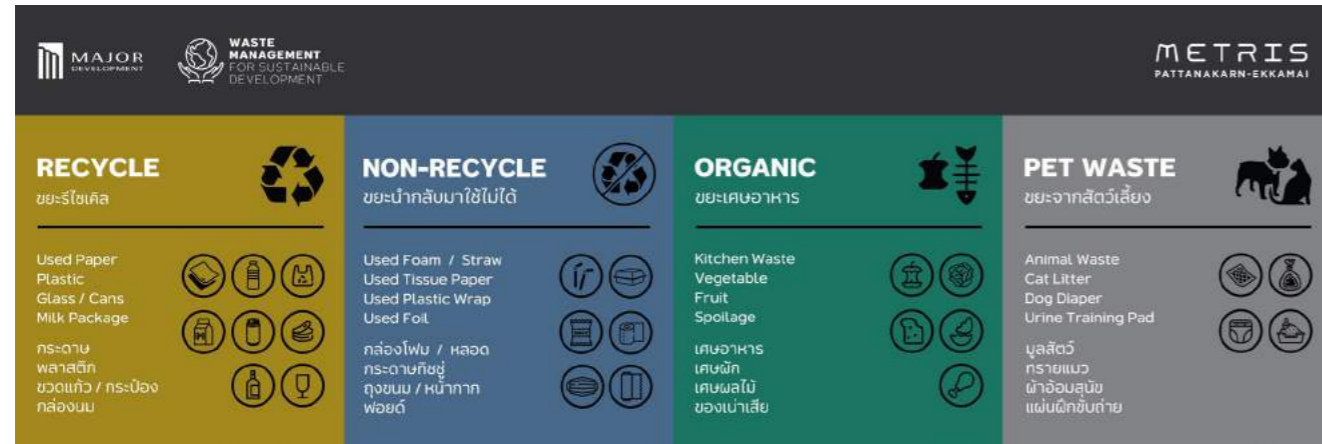 MAJOR
DEVELOPMENT
WASTE
MANAGEMENT
FOR SUSTAINABLE
DEVELOPMENT
METRIS
PATTANAKARN-EKKAMAI
RECYCLE
ขยะรีไซเคิล
Used Paper
Plastic
Glass / Cans
Milk Package
กระดาษ
พลาสติก
ขวดแก้ว / กระป๋อง
กล่องนม
NON-RECYCLE
ขยะนำกลับมาใช้ไม่ได้
Used Foam / Straw
Used Tissue Paper
Used Plastic Wrap
Used Foil
กล่องโฟม / หลอด
กระดาษทิชชู่
ถุงขนม / หน้ากาก
ฟอยด์
ORGANIC
ขยะเศษอาหาร
Kitchen Waste
Vegetable
Fruit
Spoilage
เศษอาหาร
เศษผัก
เศษผลไม้
ของเน่าเสีย
PET WASTE
ขยะจากสัตว์เลี้ยง
Animal Waste
Cat Litter
Dog Diaper
Urine Training Pad
มูลสัตว์
ทรายแมว
ผ้าอ้อมสุนัข
แผ่นฝึกขับถ่าย